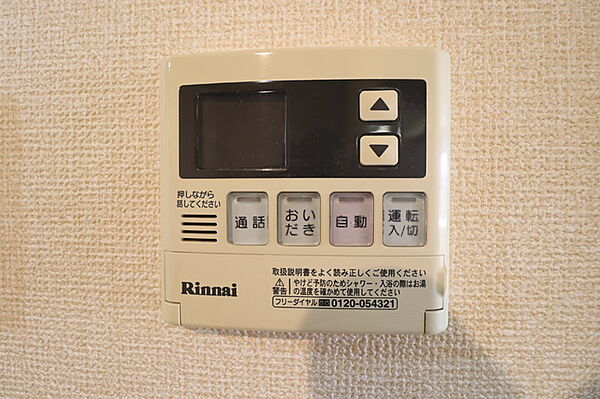 押しながら
話してください
通話
おい
だき
自動
運転
入/切
Rinnai
取扱説明書をよく読み正しくご使用ください
警告
やけど予防のためシャワー・入浴の際はお湯
の温度を確かめて使用してください
フリーダイヤル 0120-054321